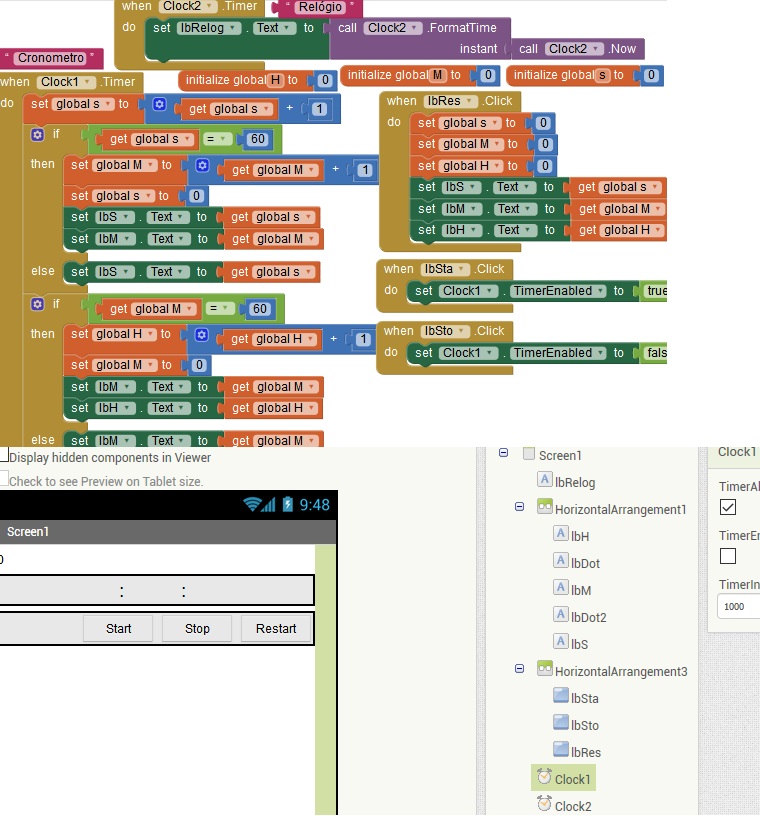 when Clock2 .Timer " Relógio "
do set lbRelog . Text to call Clock2 .FormatTime
instant call Clock2 .Now
" Cronometro "
when Clock1 .Timer
initialize global H to 0
initialize global M to 0
initialize global s to 0
do set global s to get global s + 1
if get global s = 60
then set global M to get global M + 1
set global s to 0
set lbS . Text to get global s
set lbM . Text to get global M
else set lbS . Text to get global s
if get global M = 60
then set global H to get global H + 1
set global M to 0
set lbM . Text to get global M
set lbH . Text to get global H
else set lbM . Text to get global M
when lbRes .Click
do set global s to 0
set global M to 0
set global H to 0
set lbS . Text to get global s
set lbM . Text to get global M
set lbH . Text to get global H
when lbSta .Click
do set Clock1 . TimerEnabled to true
when lbSto .Click
do set Clock1 . TimerEnabled to fals
Display hidden components in Viewer
Check to see Preview on Tablet size.
9:48
Screen1
0
: :
Start Stop Restart
Screen1
lbRelog
HorizontalArrangement1
lbH
lbDot
lbM
lbDot2
lbS
HorizontalArrangement3
lbSta
lbSto
lbRes
Clock1
Clock2
Clock1
TimerAl
TimerEn
TimerIn
1000